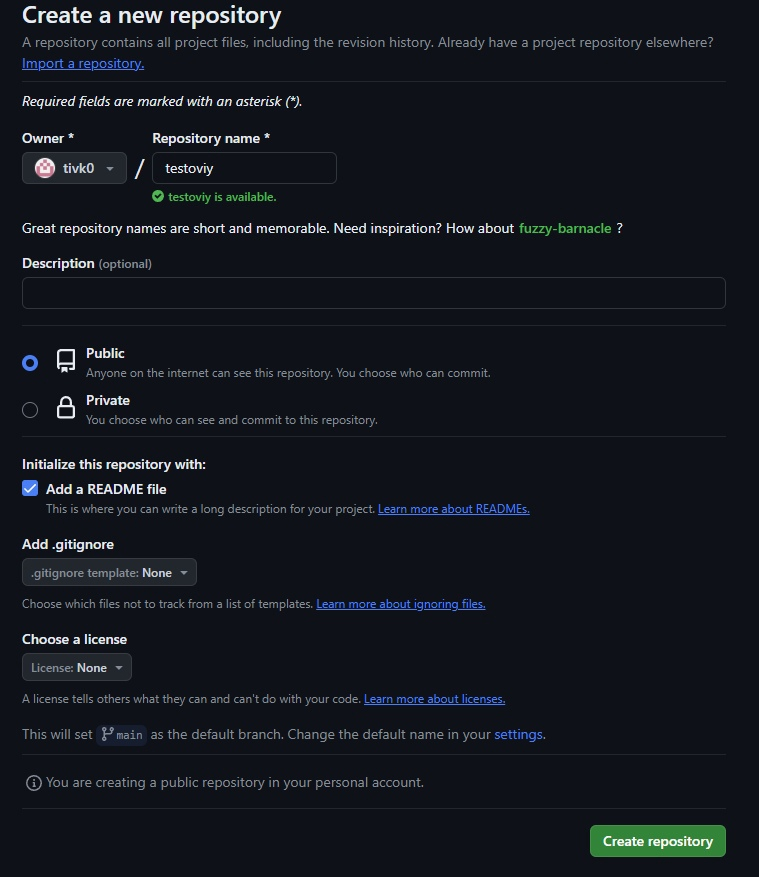 Create a new repository
A repository contains all project files, including the revision history. Already have a project repository elsewhere?
Import a repository.
Required fields are marked with an asterisk (*).
Owner * Repository name *
tivk0 / testoviy
testoviy is available.
Great repository names are short and memorable. Need inspiration? How about fuzzy-barnacle ?
Description (optional)
Public
Anyone on the internet can see this repository. You choose who can commit.
Private
You choose who can see and commit to this repository.
Initialize this repository with:
Add a README file
This is where you can write a long description for your project. Learn more about READMEs.
Add .gitignore
.gitignore template: None
Choose which files not to track from a list of templates. Learn more about ignoring files.
Choose a license
License: None
A license tells others what they can and can't do with your code. Learn more about licenses.
This will set main as the default branch. Change the default name in your settings.
You are creating a public repository in your personal account.
Create repository